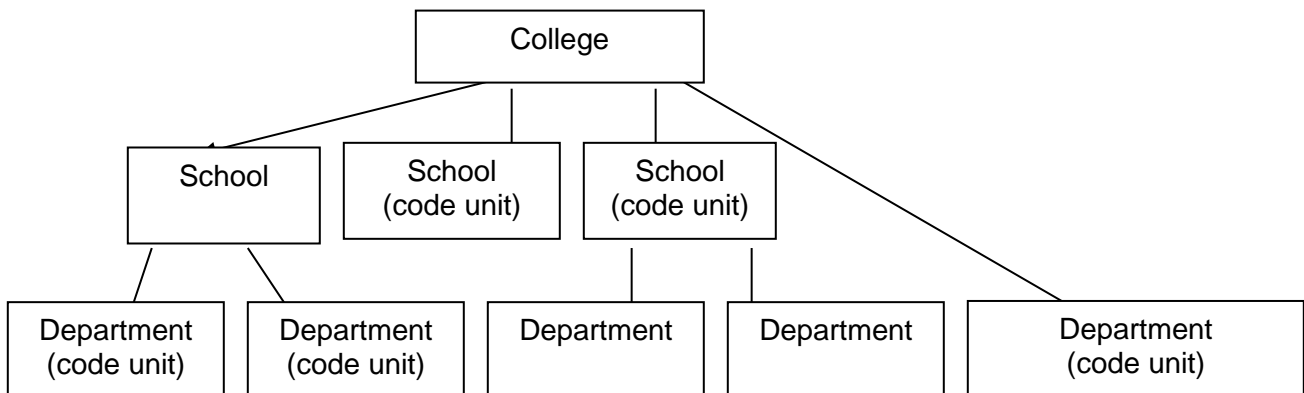 College
School
School
(code unit)
School
(code unit)
Department
(code unit)
Department
(code unit)
Department
Department
Department
(code unit)